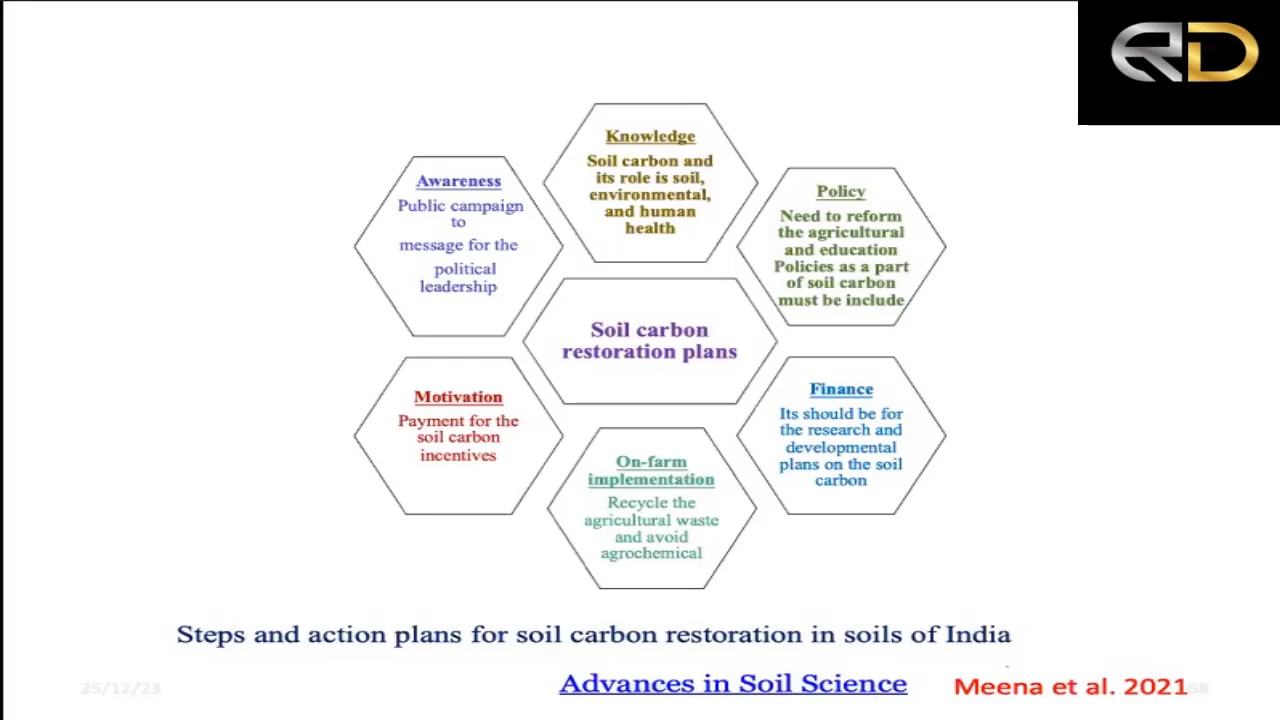 RD
Knowledge
Soil carbon and
its role is soil,
environmental,
and human
health
Awareness
Public campaign
to
message for the
political
leadership
Policy
Need to reform
the agricultural
and education
Policies as a part
of soil carbon
must be include
Soil carbon
restoration plans
Motivation
Payment for the
soil carbon
incentives
Finance
Its should be for
the research and
developmental
plans on the soil
carbon
On-farm
implementation
Recycle the
agricultural waste
and avoid
agrochemical
Steps and action plans for soil carbon restoration in soils of India
25/12/23
Advances in Soil Science
Meena et al. 2021